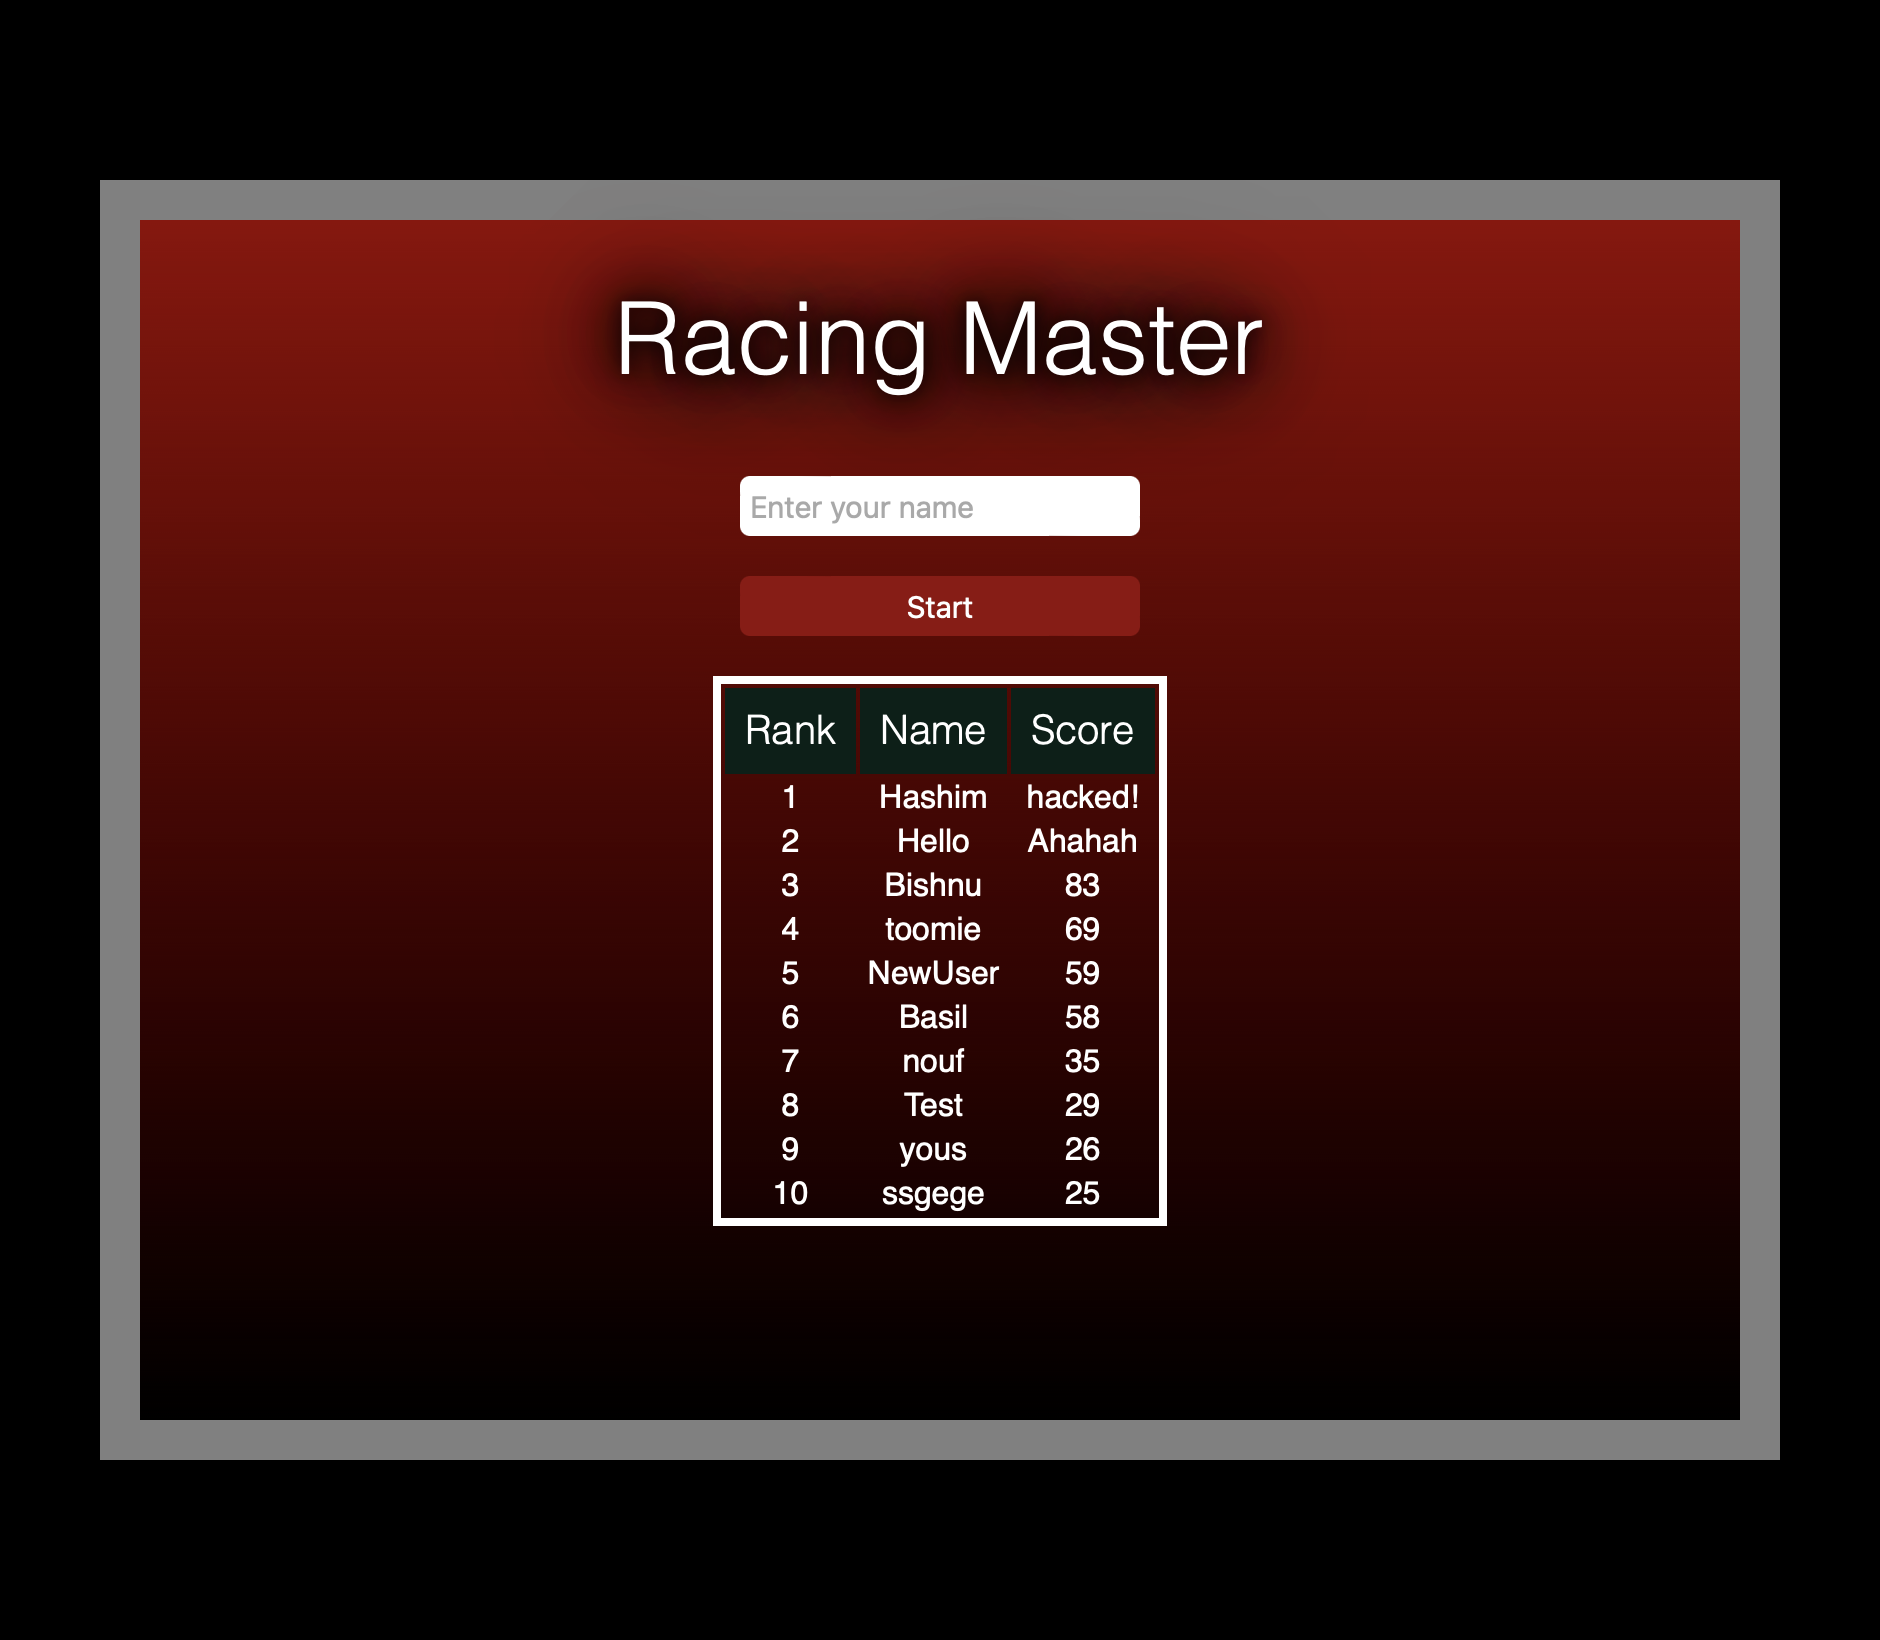 Racing Master
Enter your name
Start
Rank Name Score
1 Hashim hacked!
2 Hello Ahahah
3 Bishnu 83
4 toomie 69
5 NewUser 59
6 Basil 58
7 nouf 35
8 Test 29
9 yous 26
10 ssgege 25